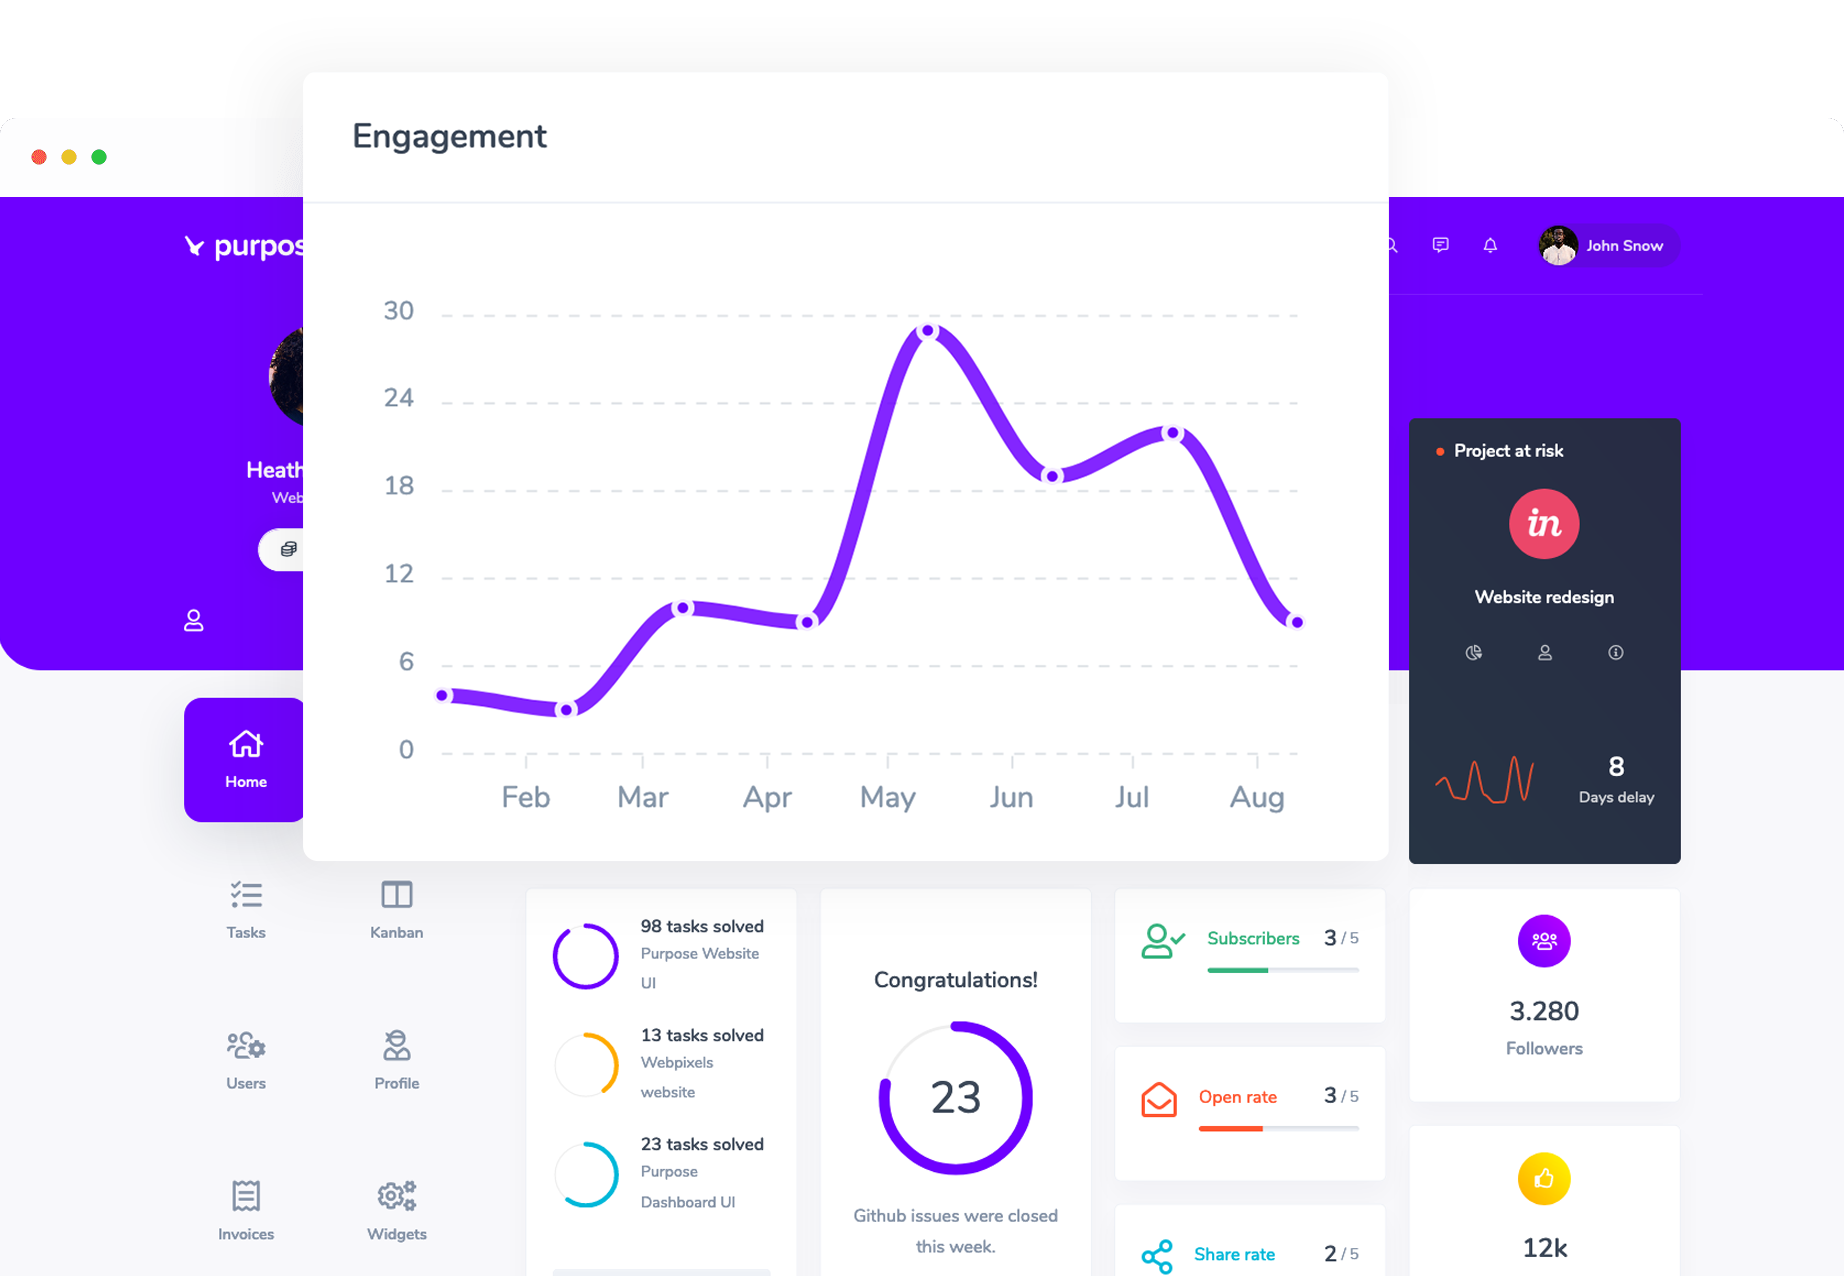 Engagement
purpos
John Snow
30
24
18
12
6
0
Feb Mar Apr May Jun Jul Aug
Heath
Web
Project at risk
in
Website redesign
8
Days delay
Home
Tasks
Kanban
Users
Profile
Invoices
Widgets
98 tasks solved
Purpose Website
UI
13 tasks solved
Webpixels
website
23 tasks solved
Purpose
Dashboard UI
Congratulations!
23
Github issues were closed
this week.
Subscribers 3 / 5
Open rate 3 / 5
Share rate 2 / 5
3.280
Followers
12k